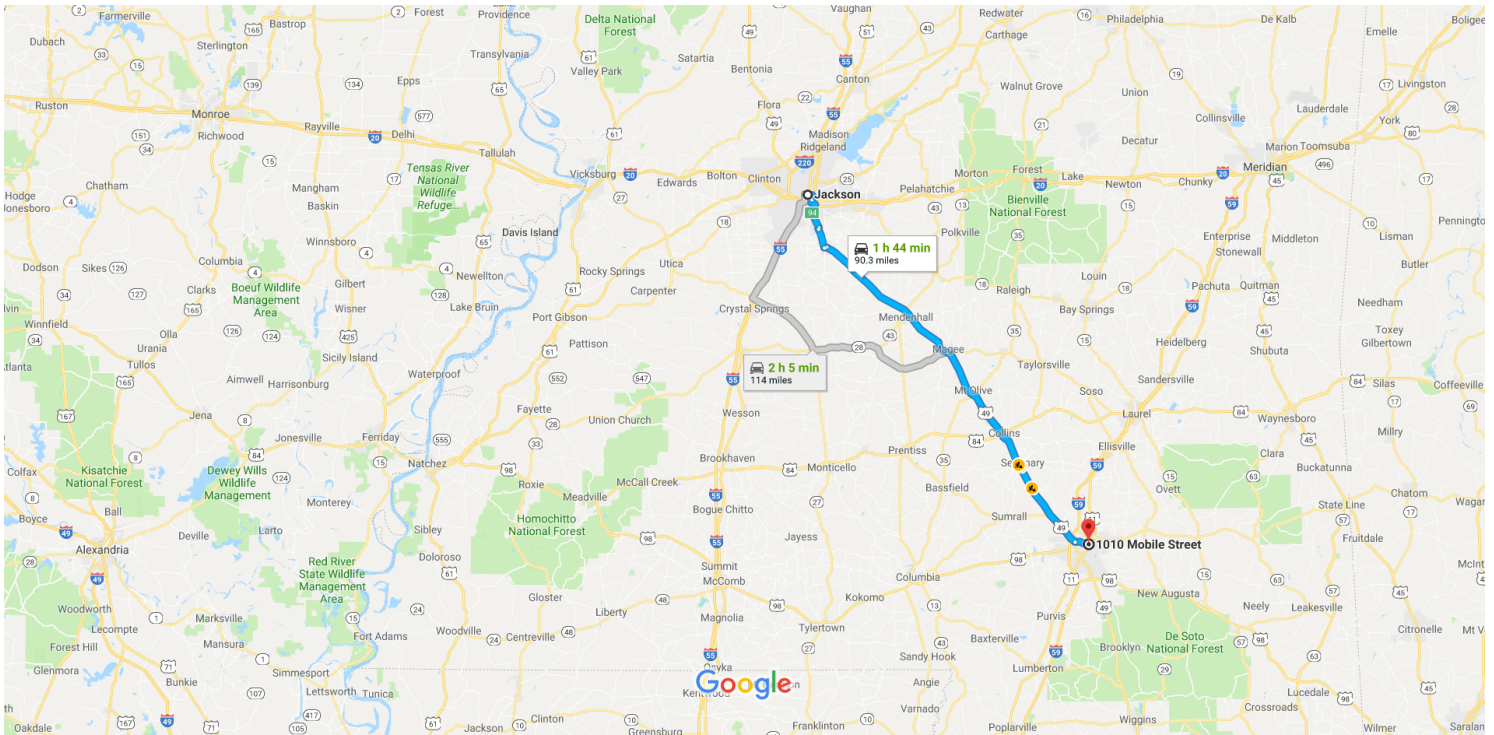 Farmerville
Bastrop
Forest
Lake
Providence
Delta National
Forest
Vaughan
Redwater
Carthage
Philadelphia
De Kalb
Emelle
Dubach
Sterlington
Transylvania
Satartia
Valley Park
Bentonia
Canton
Walnut Grove
Union
Livingston
Epps
Ruston
Monroe
Richwood
Rayville
Delhi
Tallulah
Flora
Madison
Ridgeland
Collinsville
Lauderdale
York
Decatur
Marion
Toomsuba
Meridian
Vicksburg
Edwards
Bolton
Clinton
Pelahatchie
Morton
Forest
Lake
Newton
Chunky
Tensas River
National
Wildlife
Refuge...
Chatham
Mangham
Baskin
Hodge
Jackson
Bienville
National Forest
Polkville
Enterprise
Stonewall
Middleton
Lisman
Butler
Winnsboro
Davis Island
Dodson
Sikes
Columbia
Newellton
Rocky Springs
Utica
Carpenter
1 h 44 min
90.3 miles
Raleigh
Louin
Pachuta
Quitman
Bay Springs
Needham
Clarks
Boeuf Wildlife
Management
Area
Gilbert
Wisner
Lake Bruin
Port Gibson
Pattison
Crystal Springs
Mendenhall
Magee
Taylorsville
Heidelberg
Shubuta
Toxey
Gilbertown
Winnfield
Olla
Urania
Tullos
Sicily Island
Aimwell
Harrisonburg
Waterproof
2 h 5 min
114 miles
Wesson
Mt Olive
Soso
Sandersville
Silas
Coffeeville
Jena
Jonesville
Ferriday
Natchez
Fayette
Union Church
Collins
Laurel
Waynesboro
Millry
Colfax
Kisatchie
National Forest
Dewey Wills
Wildlife
Management
Area
Roxie
Meadville
McCall Creek
Brookhaven
Monticello
Prentiss
Seminary
Ellisville
Clara
Buckatunna
Chatom
Boyce
Ball
Monterey
Deville
Larto
Sibley
Homochitto
National Forest
Bogue Chitto
Bassfield
Sumrall
Ovett
State Line
Fruitdale
Alexandria
Red River
State Wildlife
Management
Area
Doloroso
Jayess
1010 Mobile Street
Summit
McComb
Columbia
Kokomo
Purvis
New Augusta
Neely
Leakesville
Woodworth
Lecompte
Marksville
Mansura
Forest Hill
Fort Adams
Woodville
Gloster
Centreville
Liberty
Magnolia
Tylertown
Baxterville
Sandy Hook
Brooklyn
De Soto
National Forest
Citronelle
Glenmora
Bunkie
Simmesport
Lettsworth
Tunica
Google
Angie
Lumberton
Lucedale
Crossroads
Varnado
Oakdale
Jackson
Clinton
Greensburg
Franklinton
Poplarville
Wiggins
Wilmer